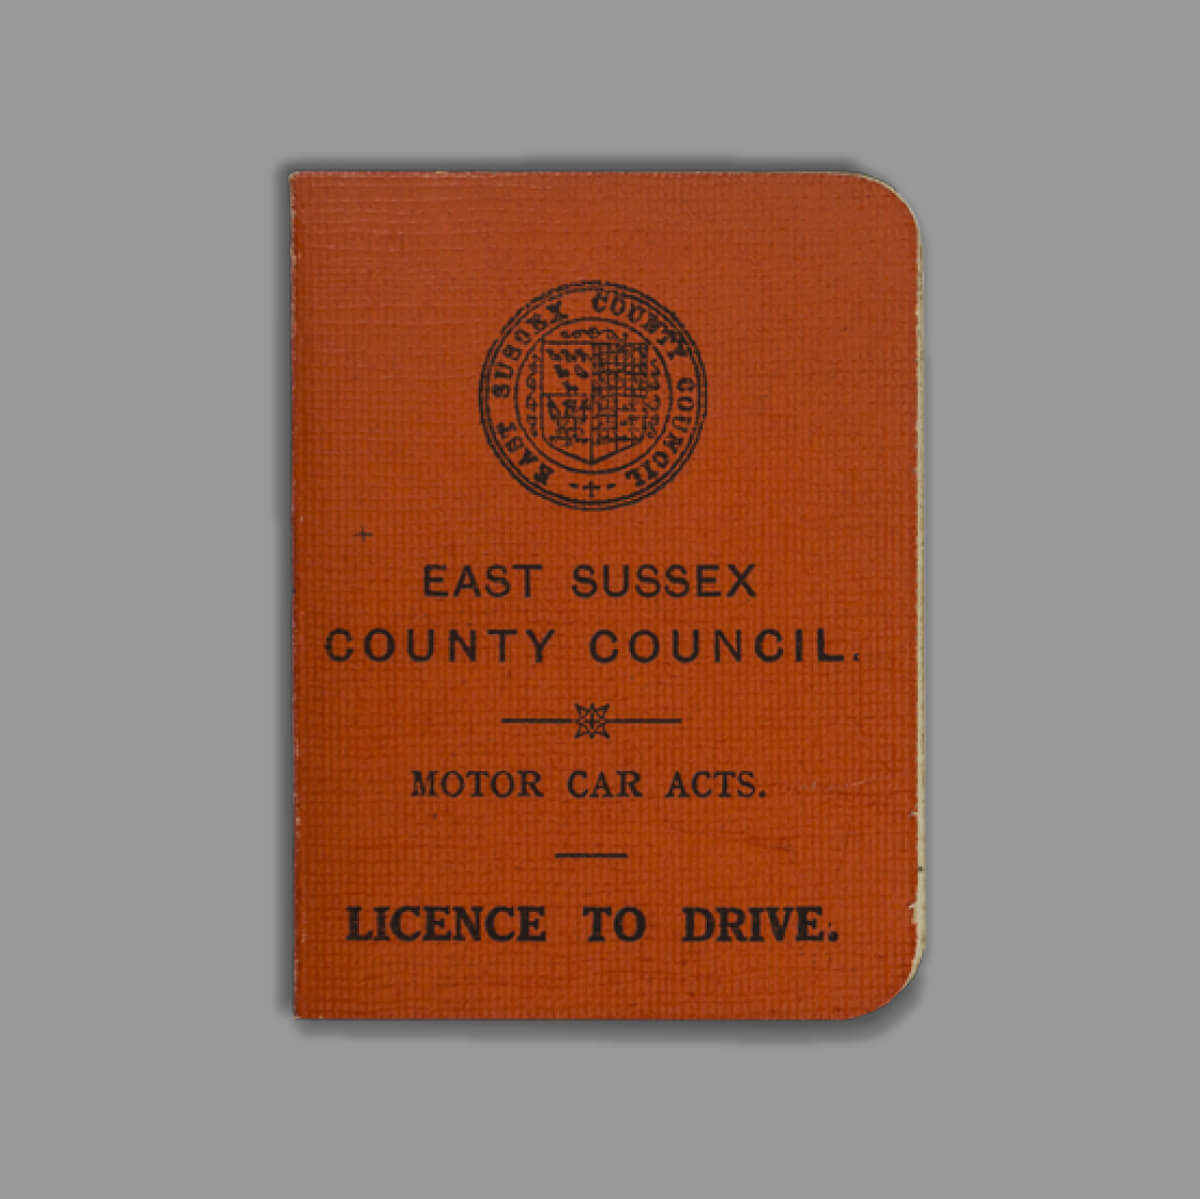 EAST SUSSEX COUNTY COUNCIL
EAST SUSSEX
COUNTY COUNCIL.
MOTOR CAR ACTS.
LICENCE TO DRIVE.